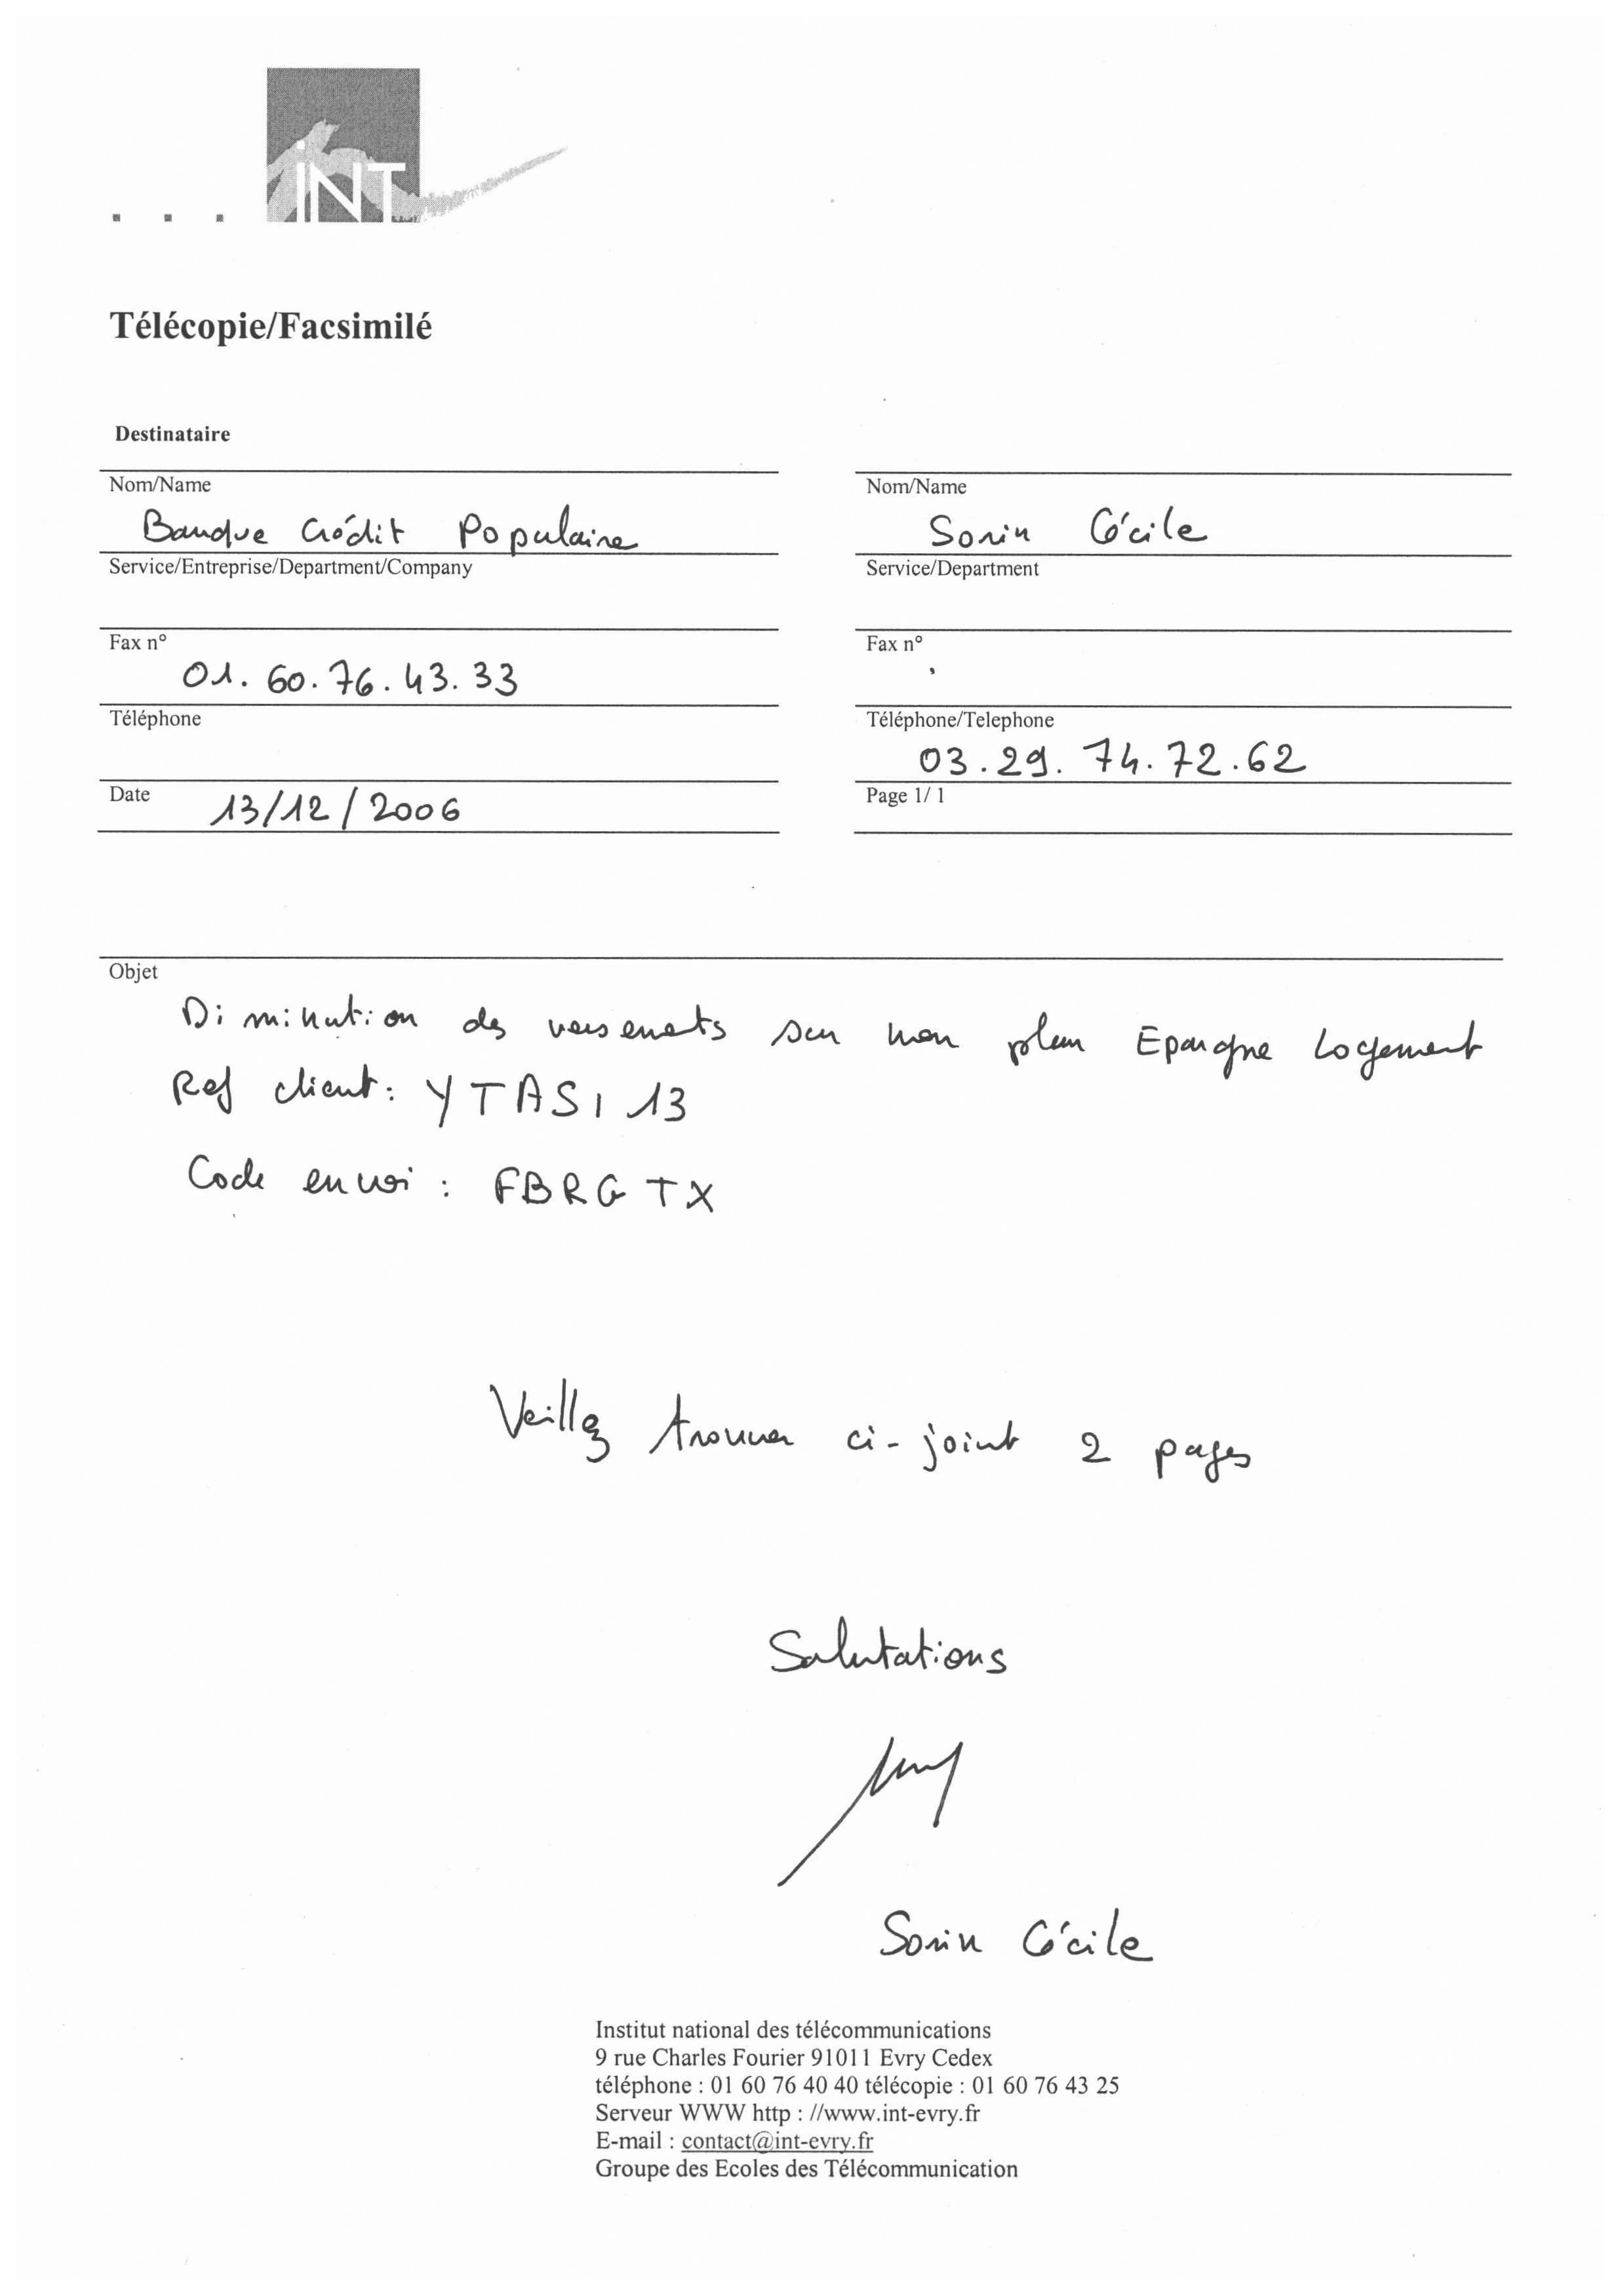 iNT
Télécopie/Facsimilé
Destinataire
Nom/Name
Banque Crédit Populaire
Service/Entreprise/Department/Company
Fax n°
01.60.76.43.33
Téléphone
Date 13/12/2006
Nom/Name
Sorin Cécile
Service/Department
Fax n°
Téléphone/Telephone
03.29.74.72.62
Page 1/ 1
Objet
Diminution des versemets sur mon plan Epargne Logement
Ref client: YTASI 13
Code envoi : FBRGTX
Veillez trouver ci-joint 2 pages
Salutations
Sorin Cécile
Institut national des télécommunications
9 rue Charles Fourier 91011 Evry Cedex
téléphone : 01 60 76 40 40 télécopie : 01 60 76 43 25
Serveur WWW http : //www.int-evry.fr
E-mail : contact@int-evry.fr
Groupe des Ecoles des Télécommunication